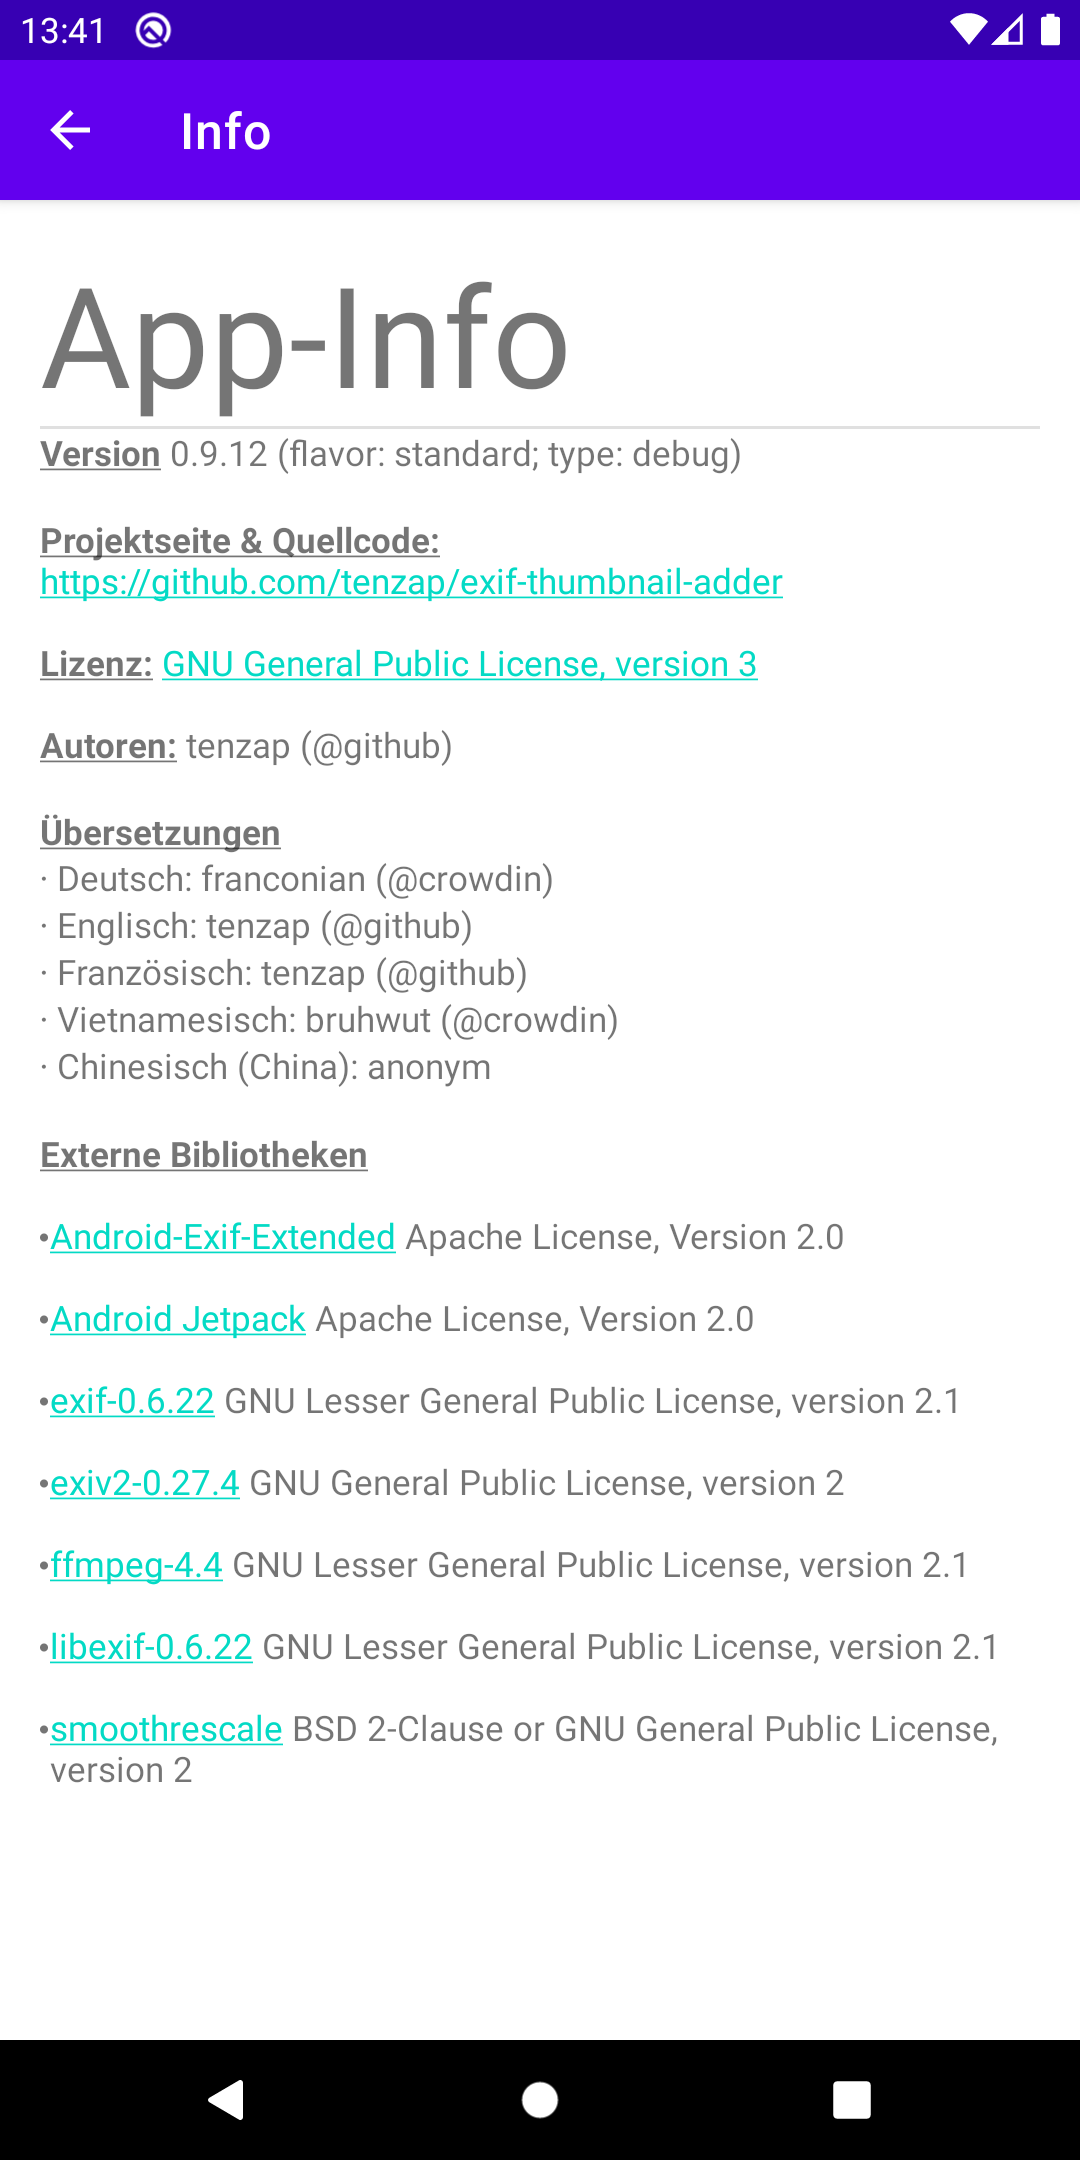 13:41
Info
App-Info
Version 0.9.12 (flavor: standard; type: debug)
Projektseite & Quellcode:
https://github.com/tenzap/exif-thumbnail-adder
Lizenz: GNU General Public License, version 3
Autoren: tenzap (@github)
Übersetzungen
· Deutsch: franconian (@crowdin)
· Englisch: tenzap (@github)
· Französisch: tenzap (@github)
· Vietnamesisch: bruhwut (@crowdin)
· Chinesisch (China): anonym
Externe Bibliotheken
•Android-Exif-Extended Apache License, Version 2.0
•Android Jetpack Apache License, Version 2.0
•exif-0.6.22 GNU Lesser General Public License, version 2.1
•exiv2-0.27.4 GNU General Public License, version 2
•ffmpeg-4.4 GNU Lesser General Public License, version 2.1
•libexif-0.6.22 GNU Lesser General Public License, version 2.1
•smoothrescale BSD 2-Clause or GNU General Public License,
version 2